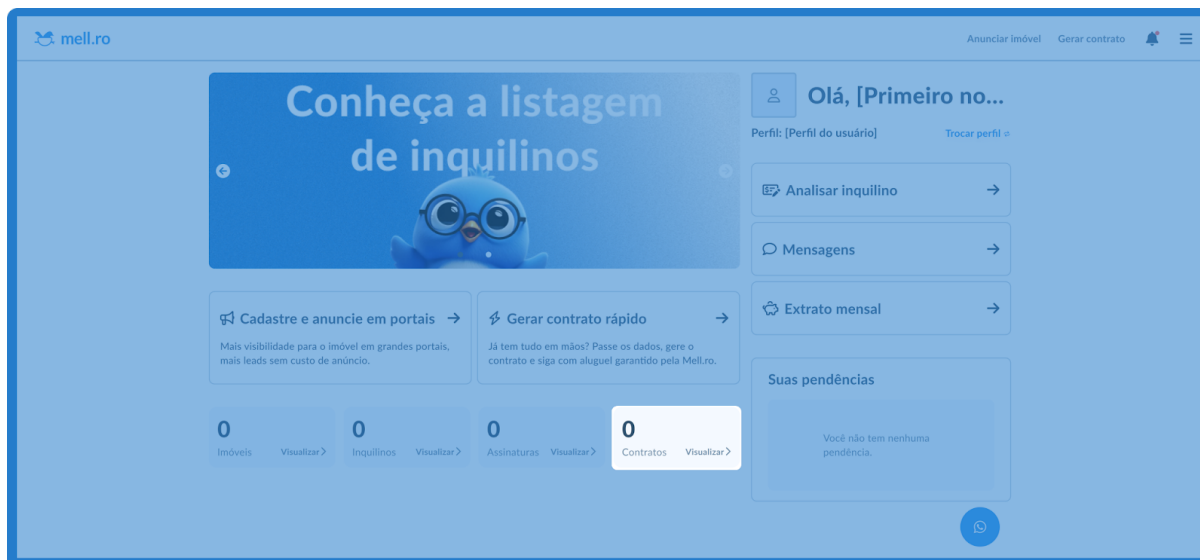 mell.ro
Anunciar imóvel
Gerar contrato
Conheça a listagem
de inquilinos
Olá, [Primeiro no...
Perfil: [Perfil do usuário]
Trocar perfil
Analisar inquilino
Mensagens
Extrato mensal
Cadastre e anuncie em portais
Mais visibilidade para o imóvel em grandes portais,
mais leads sem custo de anúncio.
Gerar contrato rápido
Já tem tudo em mãos? Passe os dados, gere o
contrato e siga com aluguel garantido pela Mell.ro.
Suas pendências
Você não tem nenhuma
pendência.
0
Imóveis
Visualizar
0
Inquilinos
Visualizar
0
Assinaturas
Visualizar
0
Contratos
Visualizar